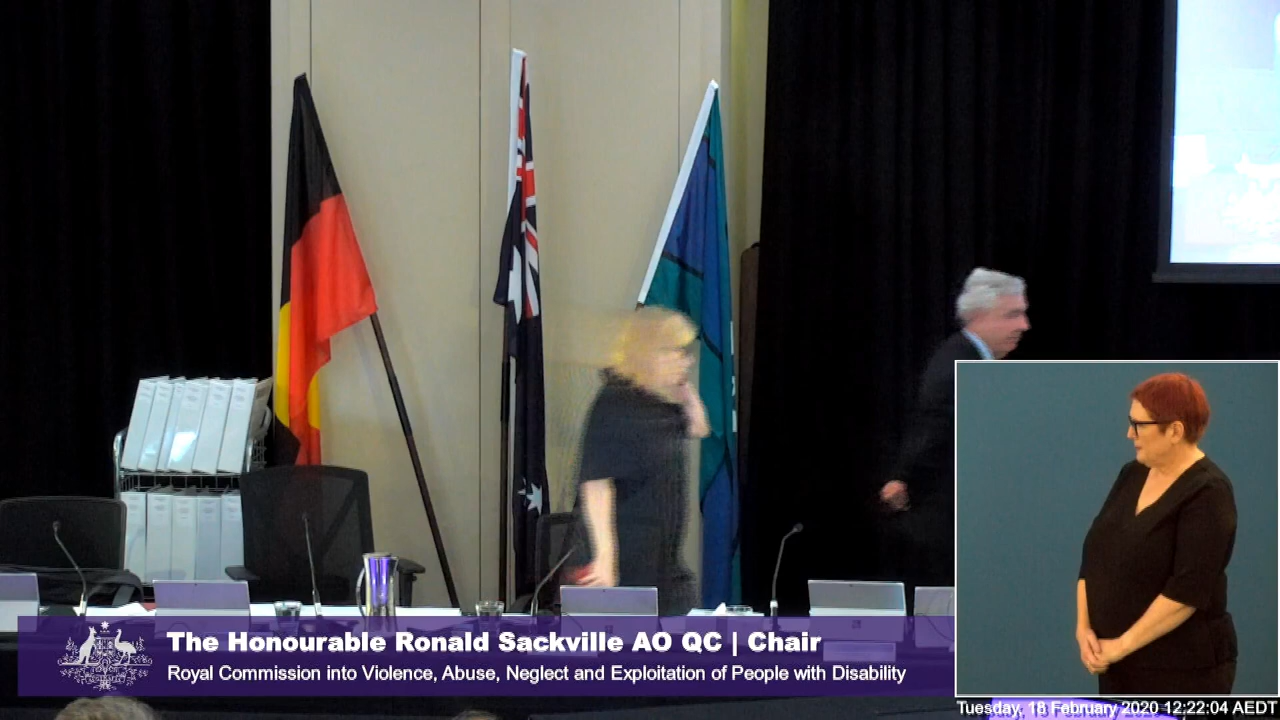 The Honourable Ronald Sackville AO QC | Chair
Royal Commission into Violence, Abuse, Neglect and Exploitation of People with Disability
Tuesday, 18 February 2020 12:22:04 AEDT